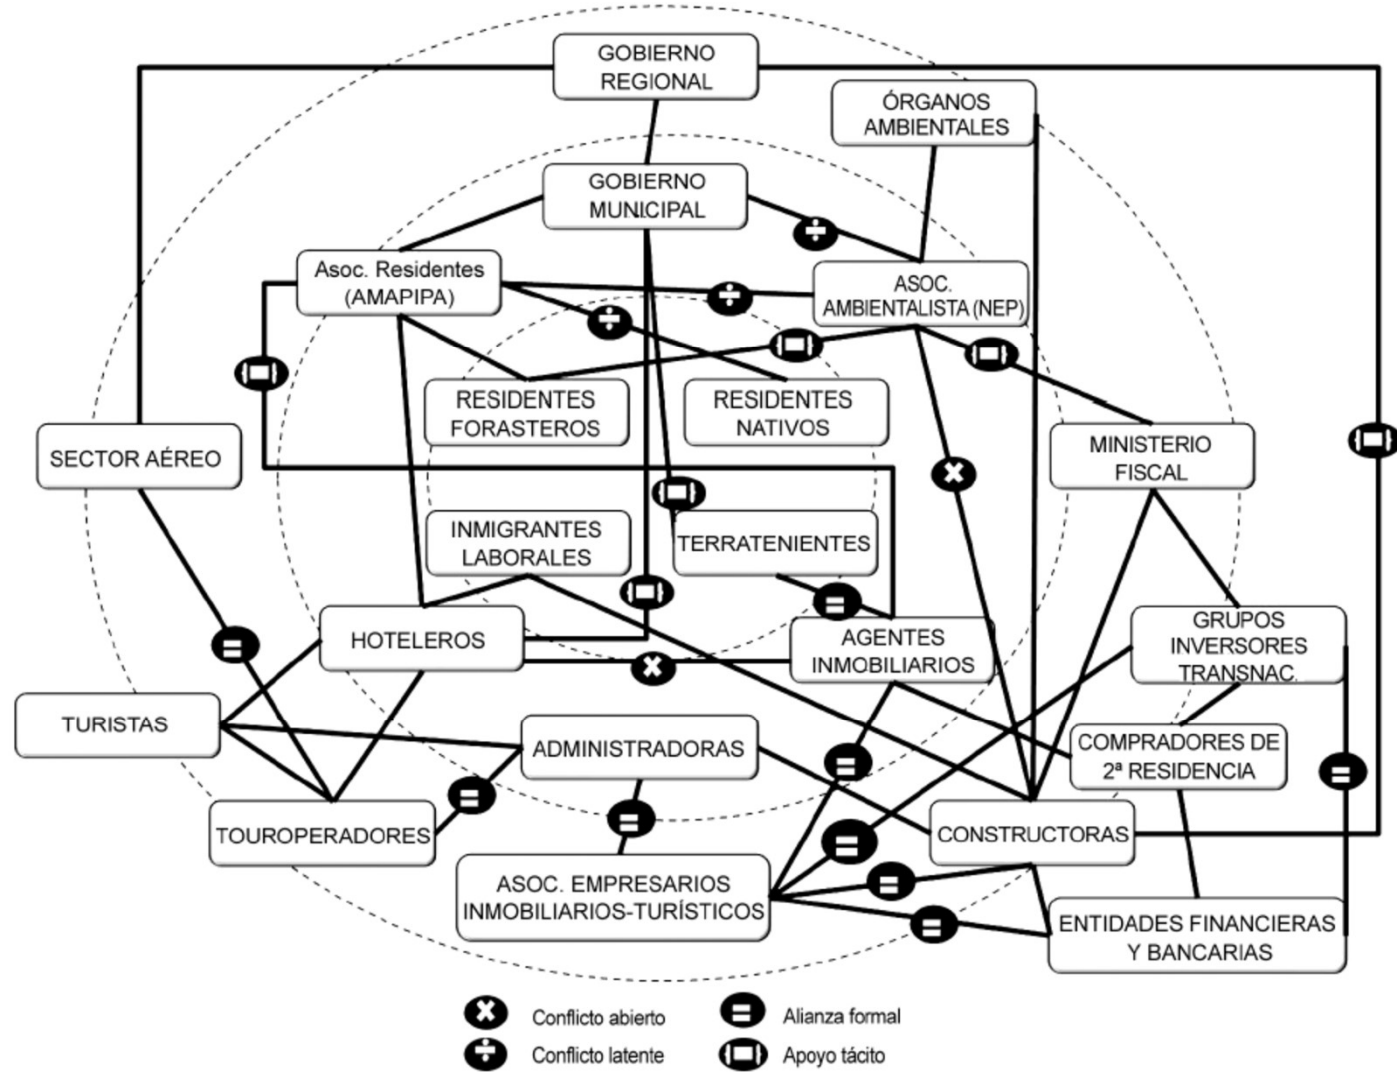 GOBIERNO
REGIONAL
ÓRGANOS
AMBIENTALES
GOBIERNO
MUNICIPAL
Asoc. Residentes
(AMAPIPA)
ASOC.
AMBIENTALISTA (NEP)
RESIDENTES
FORASTEROS
RESIDENTES
NATIVOS
SECTOR AÉREO
MINISTERIO
FISCAL
INMIGRANTES
LABORALES
TERRATENIENTES
HOTELEROS
AGENTES
INMOBILIARIOS
GRUPOS
INVERSORES
TRANSNAC.
TURISTAS
ADMINISTRADORAS
COMPRADORES DE
2ª RESIDENCIA
TOUROPERADORES
CONSTRUCTORAS
ASOC. EMPRESARIOS
INMOBILIARIOS-TURÍSTICOS
ENTIDADES FINANCIERAS
Y BANCARIAS
Conflicto abierto
Alianza formal
Conflicto latente
Apoyo tácito